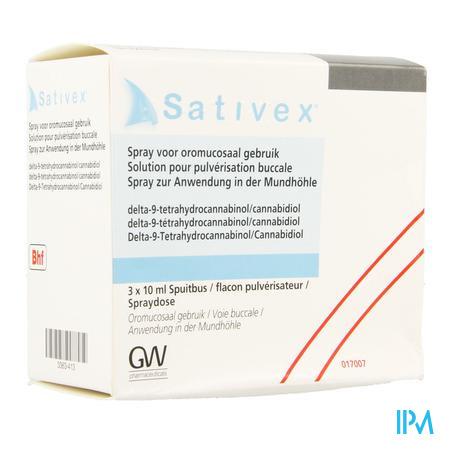 Sativex
Spray voor oromucosaal gebruik
Solution pour pulvérisation buccale
Spray zur Anwendung in der Mundhöhle
delta-9-tetrahydrocannabinol/cannabidiol
delta-9-tétrahydrocannabinol/cannabidiol
Delta-9-Tetrahydrocannabinol/Cannabidiol
Bhf
Sativex®
Spray voor oromucosaal gebruik
Solution pour pulvérisation buccale
Spray zur Anwendung in der Mundhöhle
delta-9-tetrahydrocannabinol/cannabidiol
delta-9-tétrahydrocannabinol/cannabidiol
Delta-9-Tetrahydrocannabinol/Cannabidiol
3 x 10 ml Spuitbus / flacon pulvérisateur /
Spraydose
Oromucosaal gebruik / Voie buccale /
Anwendung in der Mundhöhle
GW
pharmaceuticals
017007
IPM